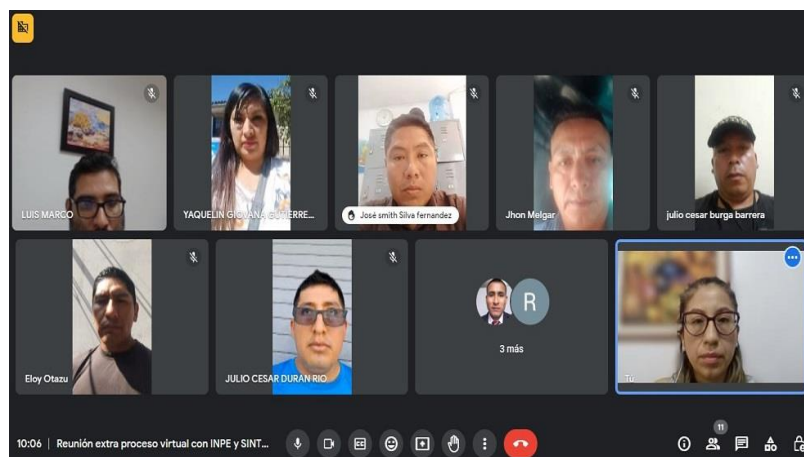 LUIS MARCO
YAQUELIN GIOVANA GUTIERRE...
José smith Silva fernandez
Jhon Melgar
julio cesar burga barrera
Eloy Otazu
JULIO CESAR DURAN RIO
R
3 más
Tú
11
10:06 | Reunión extra proceso virtual con INPE y SINT...